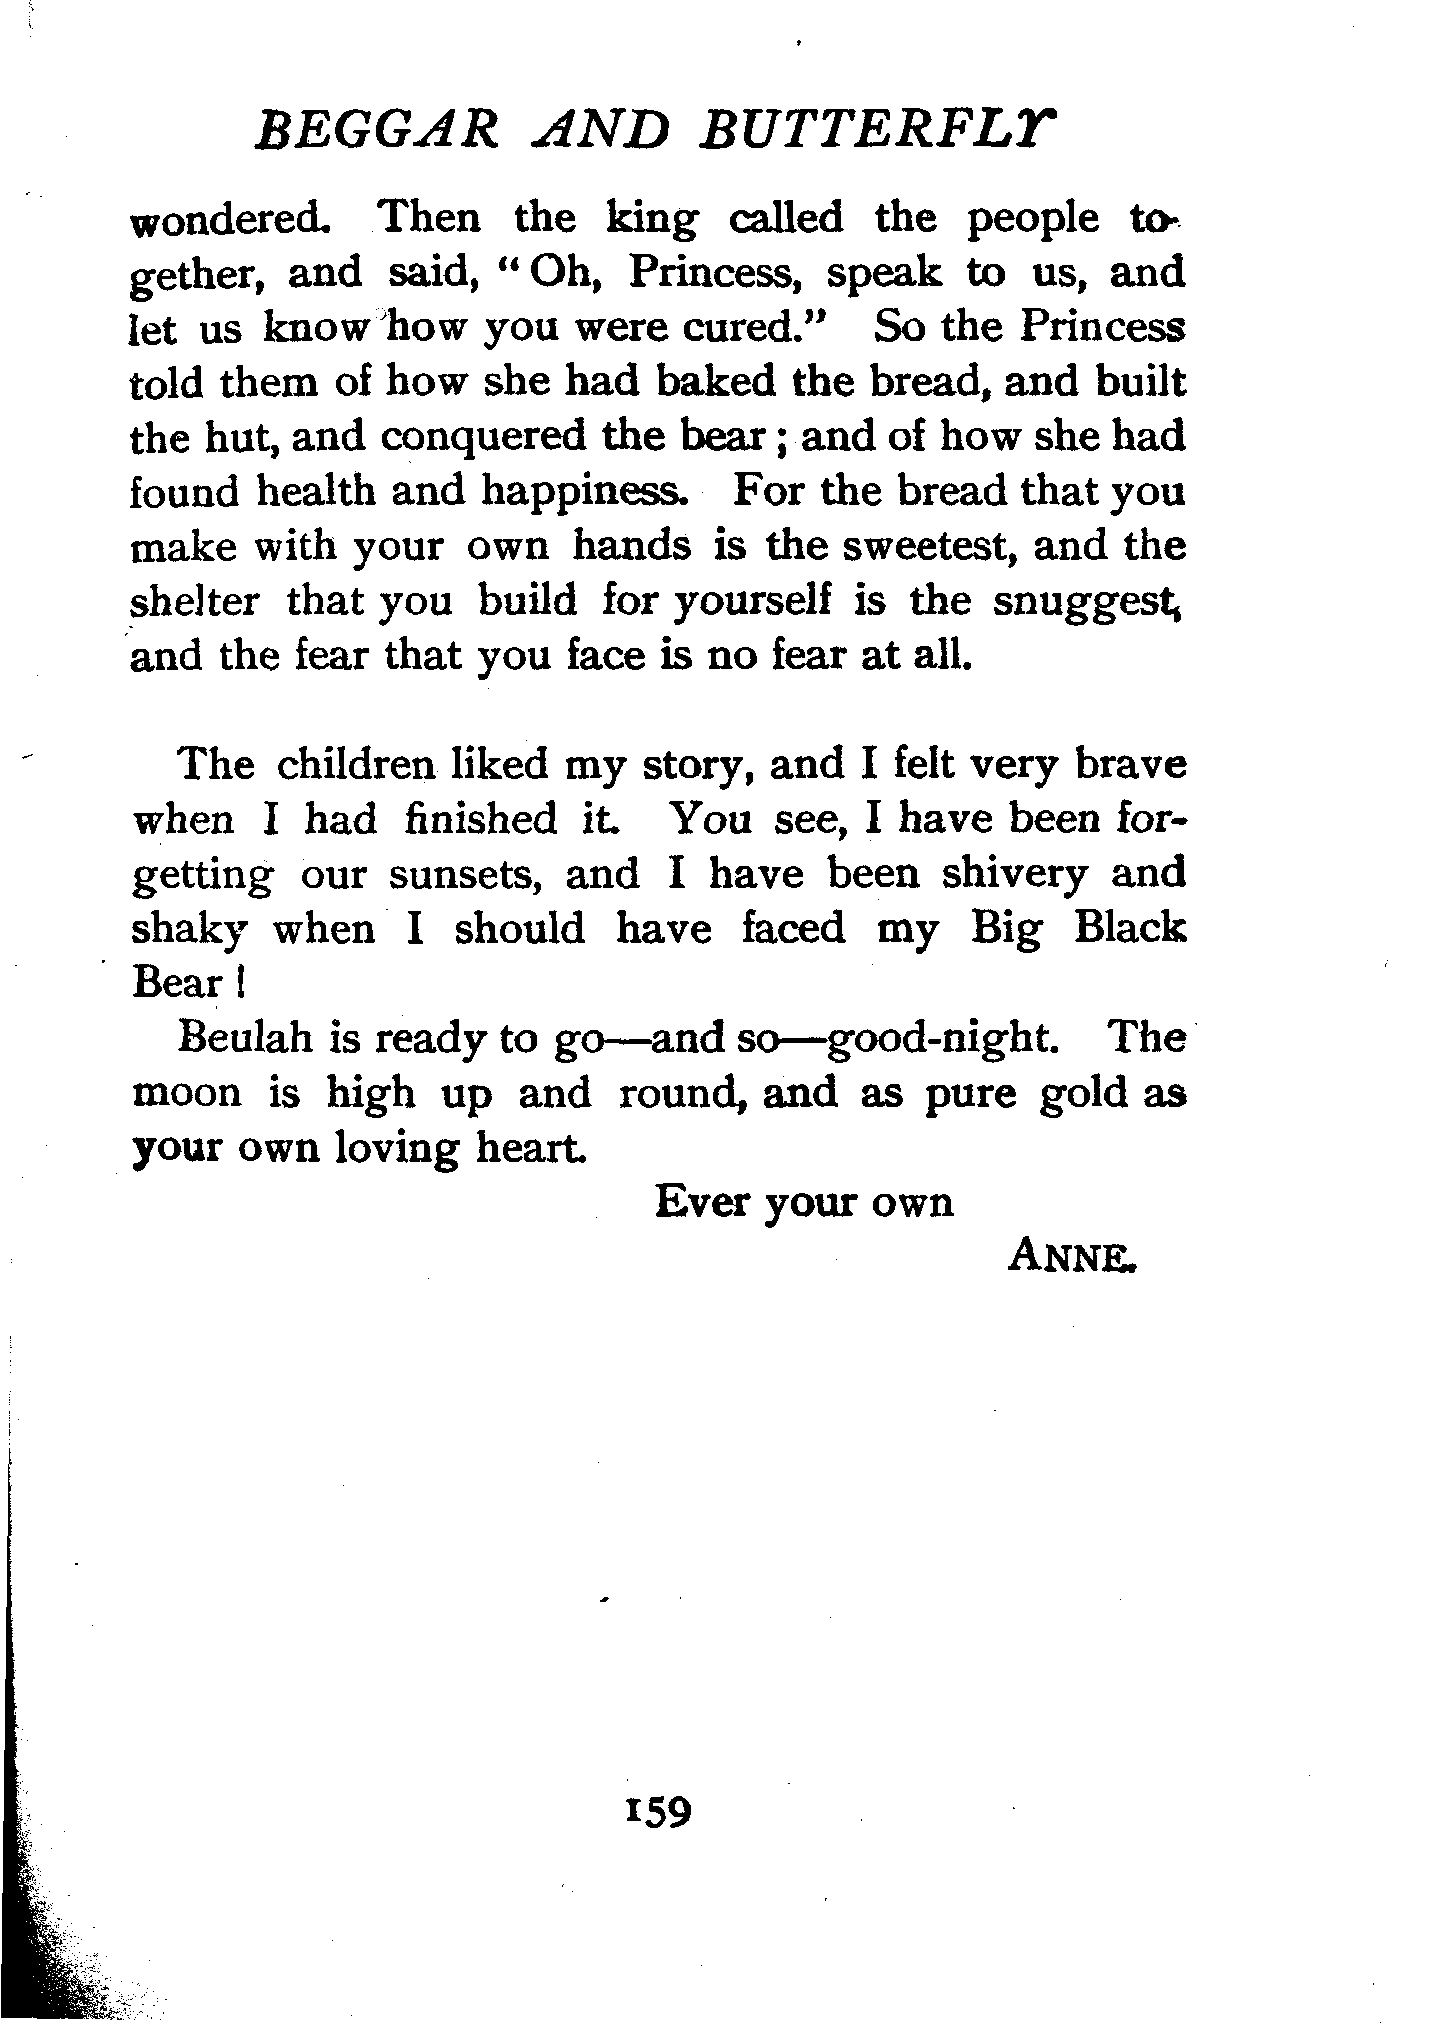 BEGGAR AND BUTTERFLY
wondered. Then the king called the people to-
gether, and said, “Oh, Princess, speak to us, and
let us know how you were cured.” So the Princess
told them of how she had baked the bread, and built
the hut, and conquered the bear; and of how she had
found health and happiness. For the bread that you
make with your own hands is the sweetest, and the
shelter that you build for yourself is the snuggest,
and the fear that you face is no fear at all.
The children liked my story, and I felt very brave
when I had finished it. You see, I have been for-
getting our sunsets, and I have been shivery and
shaky when I should have faced my Big Black
Bear!
Beulah is ready to go—and so—good-night. The
moon is high up and round, and as pure gold as
your own loving heart.
Ever your own
ANNE.
159